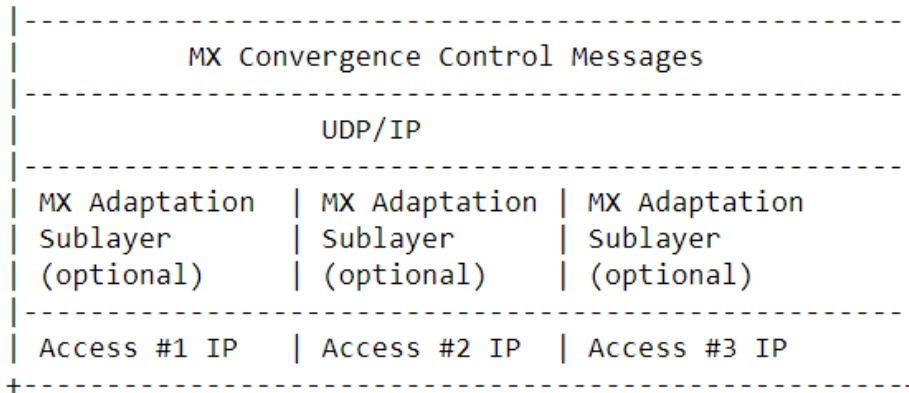 |-----------------------------------------------------
|          MX Convergence Control Messages
|-----------------------------------------------------
|                  UDP/IP
|-----------------------------------------------------
| MX Adaptation  | MX Adaptation | MX Adaptation
| Sublayer       | Sublayer      | Sublayer
| (optional)     | (optional)    | (optional)
|-----------------------------------------------------
| Access #1 IP   | Access #2 IP  | Access #3 IP
+-----------------------------------------------------